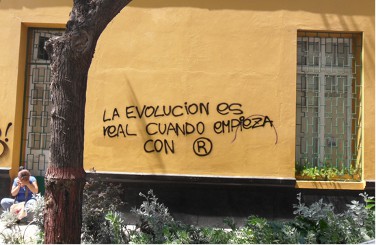 LA EVOLUCION es
real CUANDO empieza
CON ®